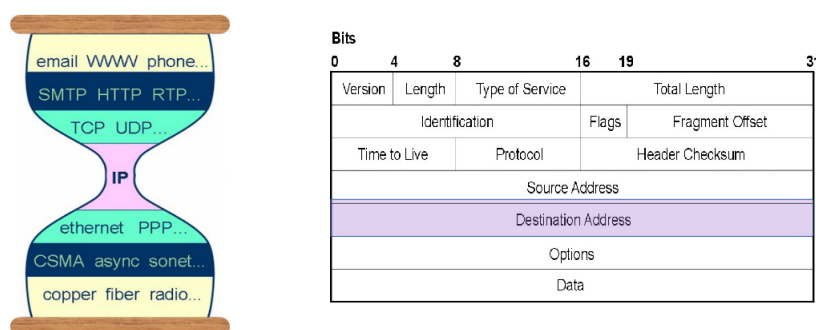 email WWW phone...
SMTP HTTP RTP...
TCP UDP...
IP
ethernet PPP...
CSMA async sonet...
copper fiber radio...
Bits
0 4 8 16 19 31
Version Length Type of Service Total Length
Identification Flags Fragment Offset
Time to Live Protocol Header Checksum
Source Address
Destination Address
Options
Data